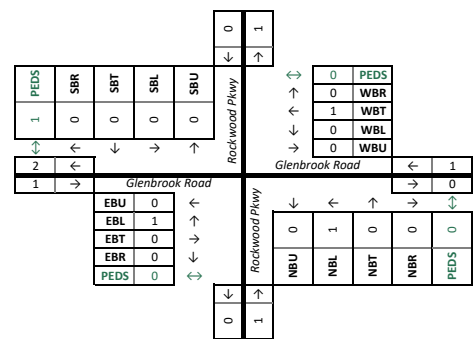 0 1
↓ ↑
Rockwood Pkwy
PEDS SBR SBT SBL SBU
1 0 0 0 0
↕ ← ↓ → ↑
↔ 0 PEDS
↑ 0 WBR
← 1 WBT
↓ 0 WBL
→ 0 WBU
2 ←
Glenbrook Road
← 1
1 →
Glenbrook Road
→ 0
EBU 0 ←
EBL 1 ↑
EBT 0 →
EBR 0 ↓
PEDS 0 ↔
Rockwood Pkwy
↓ ← ↑ → ↕
0 1 0 0 0
NBU NBL NBT NBR PEDS
↓ ↑
0 1